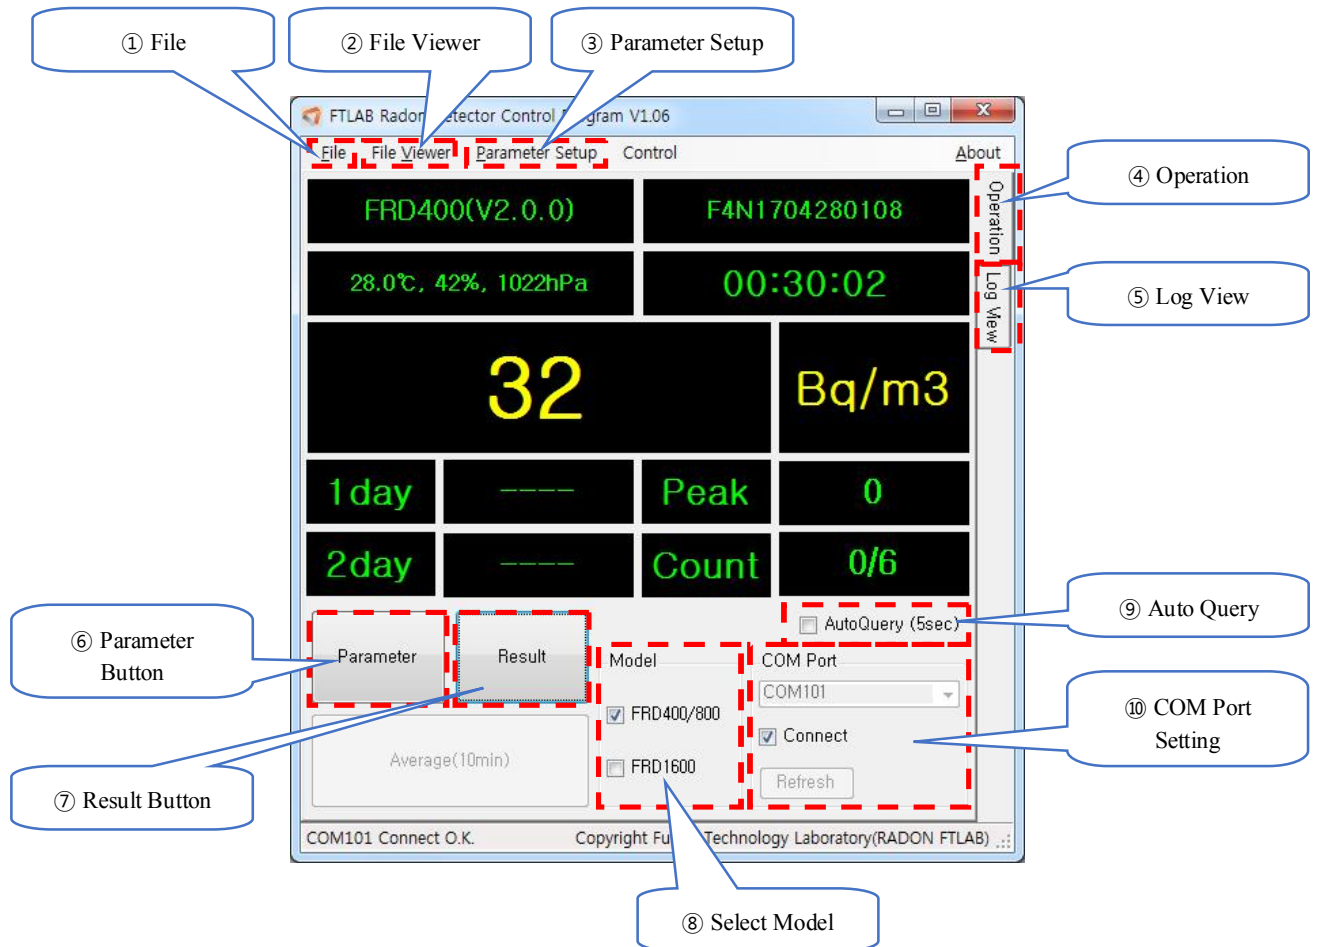 ① File
② File Viewer
③ Parameter Setup
FTLAB Radon Detector Control Program V1.06
File File Viewer Parameter Setup Control About
④ Operation
Operation
FRD400(V2.0.0) F4N1704280108
28.0℃, 42%, 1022hPa 00:30:02
⑤ Log View
Log View
32 Bq/m3
1day ---- Peak 0
2day ---- Count 0/6
⑨ Auto Query
AutoQuery (5sec)
⑥ Parameter
Button
Parameter Result
Model
COM Port
COM101
FRD400/800
Connect
⑩ COM Port
Setting
Average(10min)
FRD1600
Refresh
⑦ Result Button
COM101 Connect O.K. Copyright Fu Technology Laboratory(RADON FTLAB)
⑧ Select Model